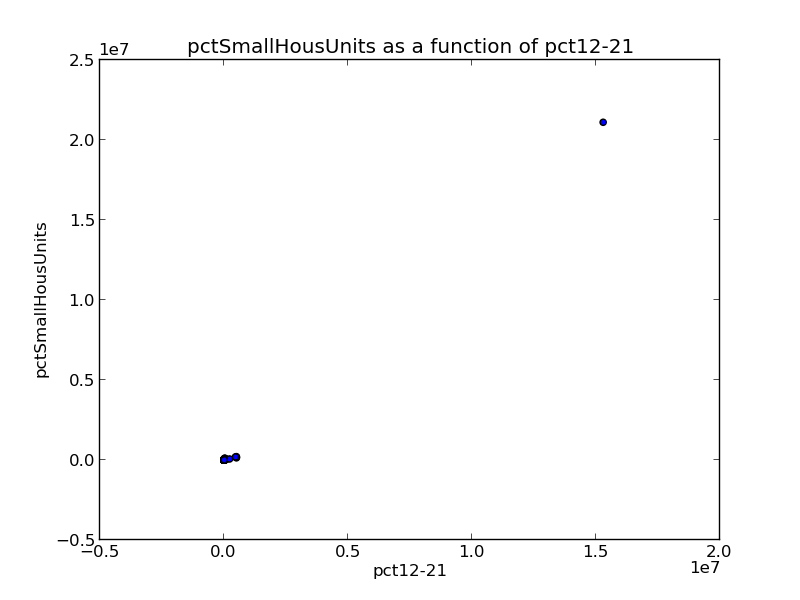 pctSmallHousUnits as a function of pct12-21
1e7
2.5
2.0
1.5
1.0
0.5
0.0
−0.5
pctSmallHousUnits
−0.5 0.0 0.5 1.0 1.5 2.0
1e7
pct12-21